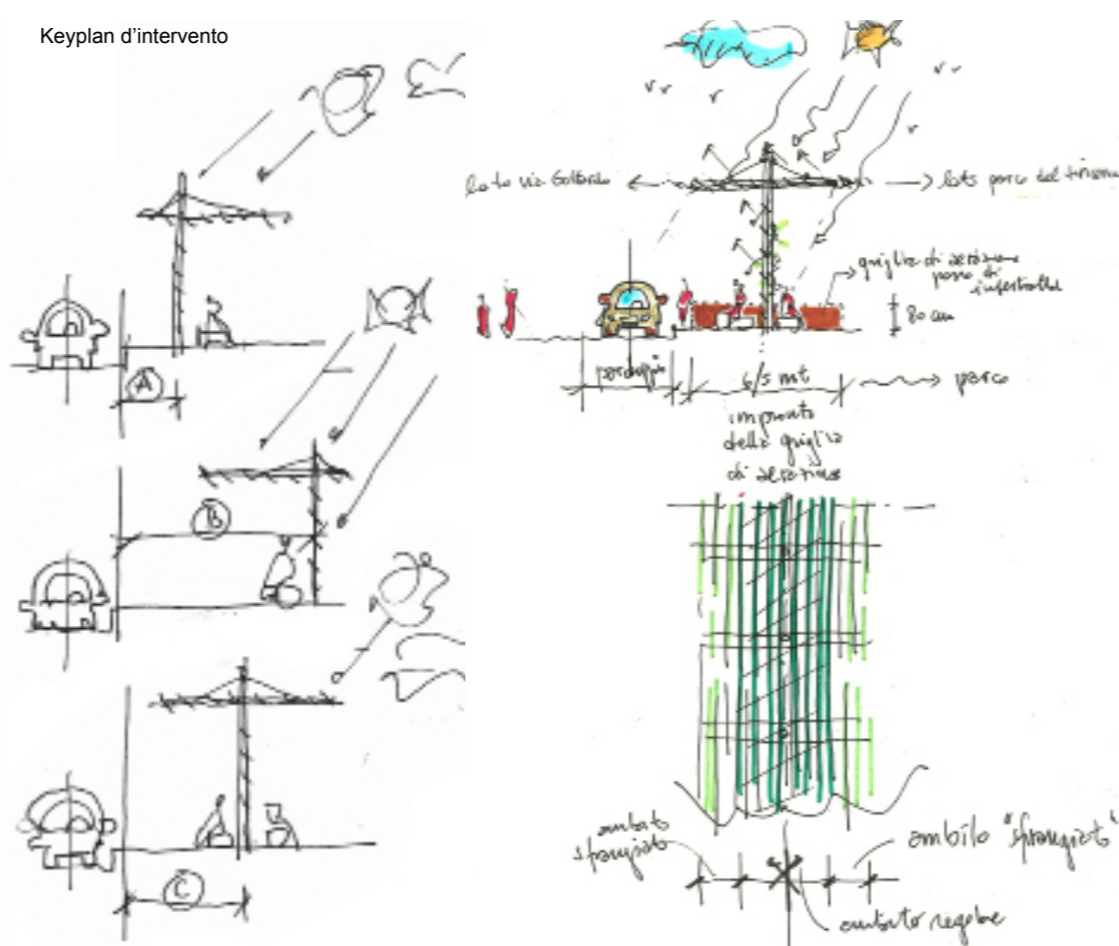 Keyplan d'intervento
lato via Gottardo
lato parco del
griglia di aerazione
80 cm
A
parcheggio
6/5 mt
parco
impronta
della griglia
di aerazione
B
C
ambito
sfrangiato
ambito "sfrangiato"
ambito regolare